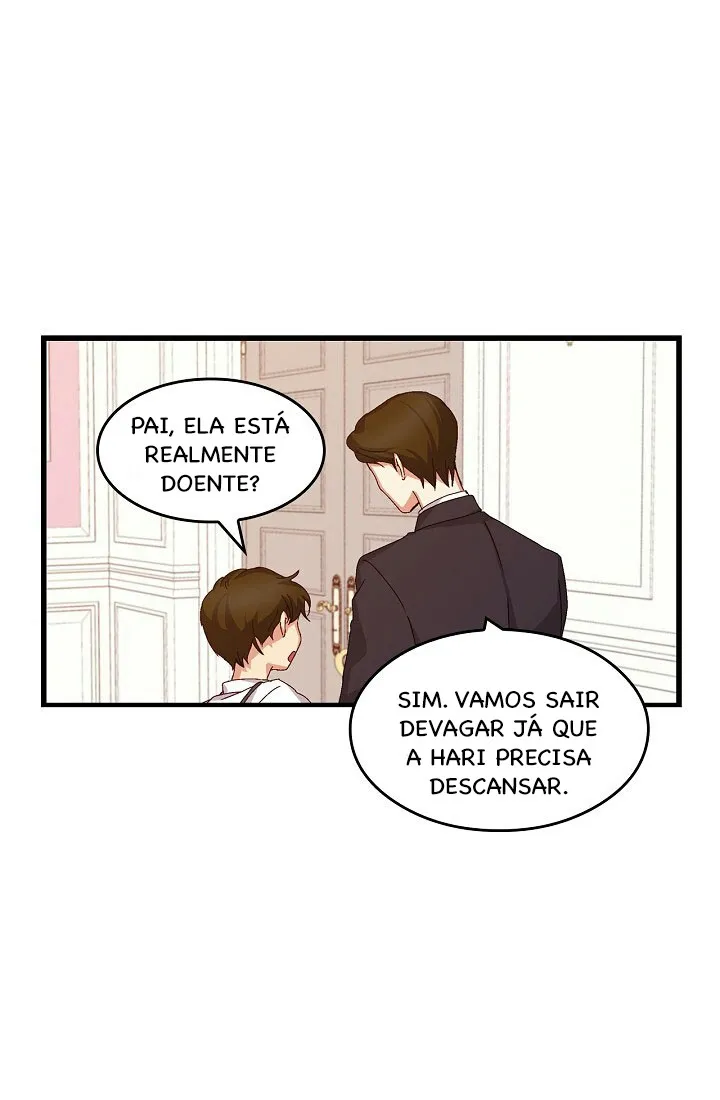 PAI, ELA ESTÁ
REALMENTE
DOENTE?
SIM. VAMOS SAIR
DEVAGAR JÁ QUE
A HARI PRECISA
DESCANSAR.